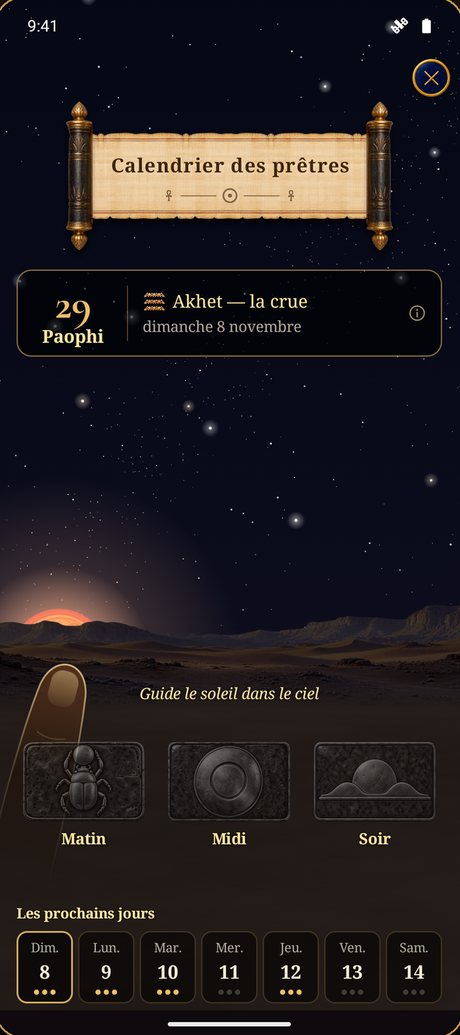 9:41
Calendrier des prêtres
29
Paophi
Akhet — la crue
dimanche 8 novembre
Guide le soleil dans le ciel
Matin
Midi
Soir
Les prochains jours
Dim. Lun. Mar. Mer. Jeu. Ven. Sam.
8 9 10 11 12 13 14